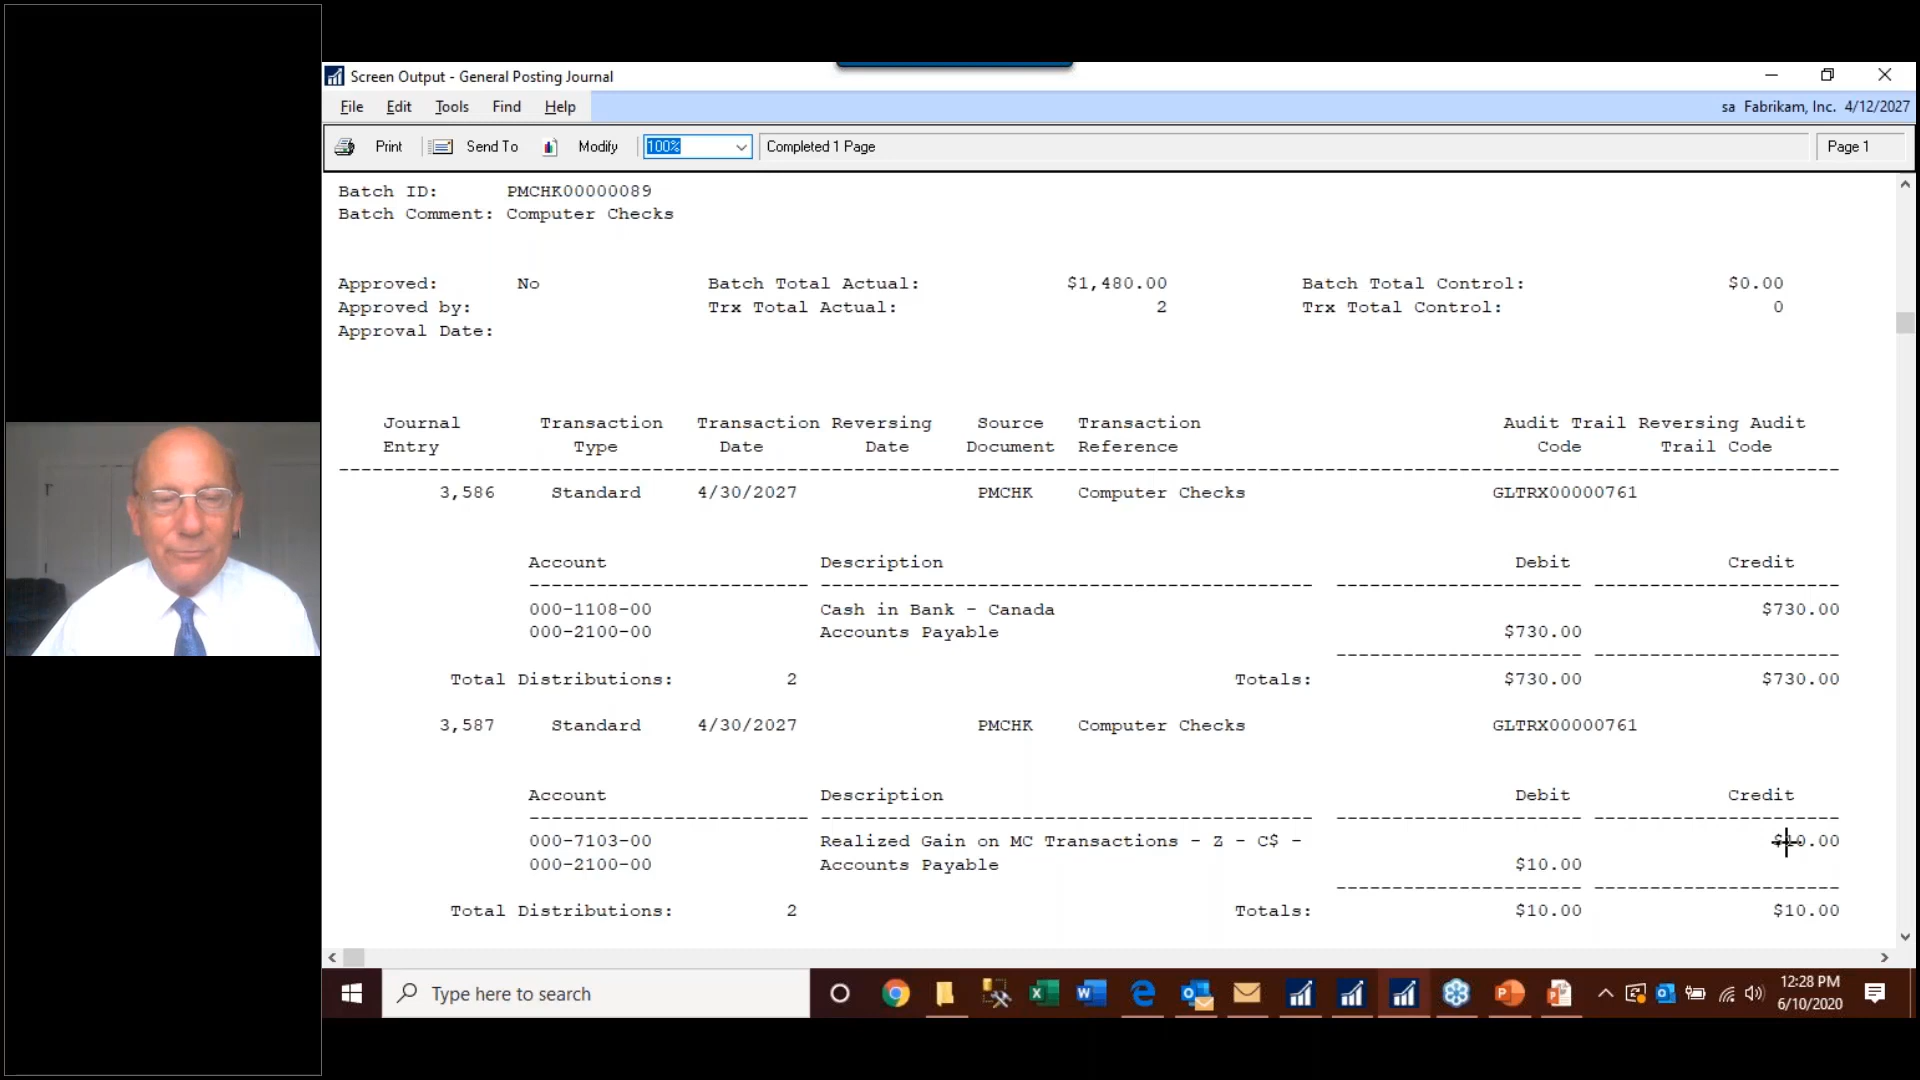 Screen Output - General Posting Journal
File Edit Tools Find Help
sa Fabrikam, Inc. 4/12/2027
Print Send To Modify 100% Completed 1 Page Page 1
Batch ID: PMCHK00000089
Batch Comment: Computer Checks
Approved: No Batch Total Actual: $1,480.00 Batch Total Control: $0.00
Approved by: Trx Total Actual: 2 Trx Total Control: 0
Approval Date:
Journal Transaction Transaction Reversing Source Transaction Audit Trail Reversing Audit
Entry Type Date Date Document Reference Code Trail Code
3,586 Standard 4/30/2027 PMCHK Computer Checks GLTRX00000761
Account Description Debit Credit
000-1108-00 Cash in Bank - Canada $730.00
000-2100-00 Accounts Payable $730.00
Total Distributions: 2 Totals: $730.00 $730.00
3,587 Standard 4/30/2027 PMCHK Computer Checks GLTRX00000761
Account Description Debit Credit
000-7103-00 Realized Gain on MC Transactions - Z - C$ - $10.00
000-2100-00 Accounts Payable $10.00
Total Distributions: 2 Totals: $10.00 $10.00
Type here to search
12:28 PM
6/10/2020